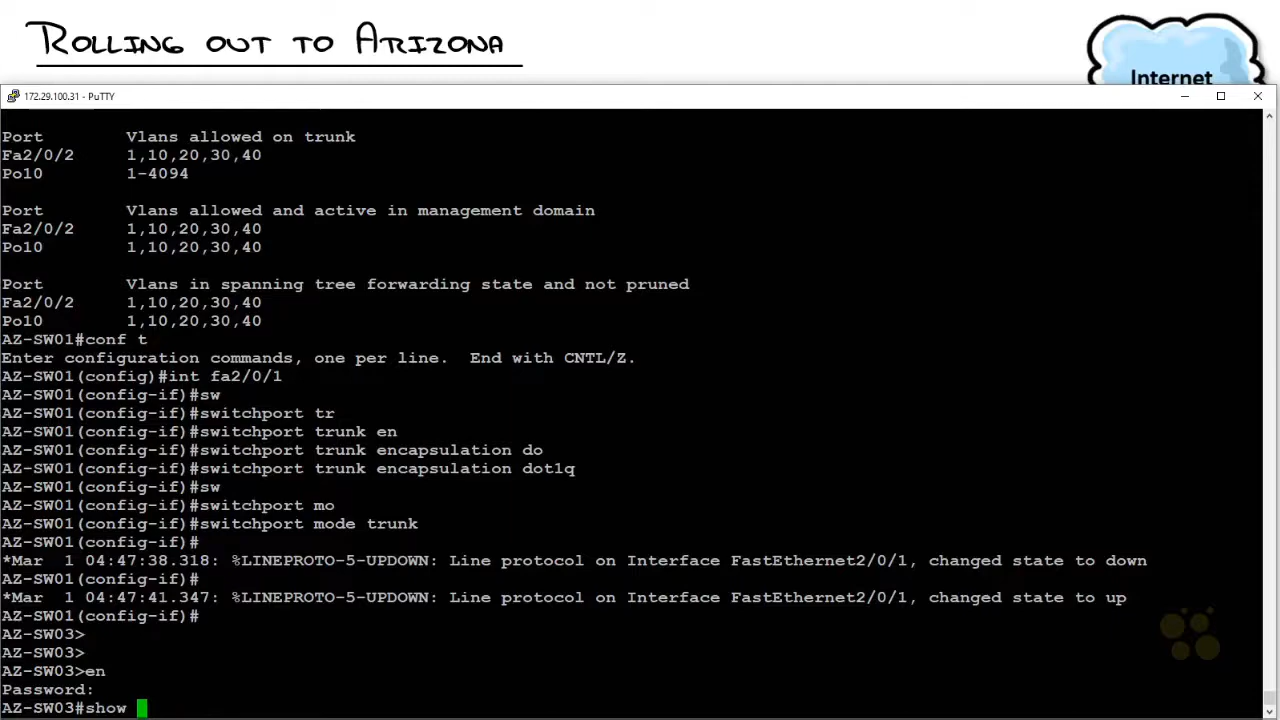 Rolling out to Arizona
Internet
172.29.100.31 - PuTTY
Port Vlans allowed on trunk
Fa2/0/2 1,10,20,30,40
Po10 1-4094
Port Vlans allowed and active in management domain
Fa2/0/2 1,10,20,30,40
Po10 1,10,20,30,40
Port Vlans in spanning tree forwarding state and not pruned
Fa2/0/2 1,10,20,30,40
Po10 1,10,20,30,40
AZ-SW01#conf t
Enter configuration commands, one per line. End with CNTL/Z.
AZ-SW01(config)#int fa2/0/1
AZ-SW01(config-if)#sw
AZ-SW01(config-if)#switchport tr
AZ-SW01(config-if)#switchport trunk en
AZ-SW01(config-if)#switchport trunk encapsulation do
AZ-SW01(config-if)#switchport trunk encapsulation dot1q
AZ-SW01(config-if)#sw
AZ-SW01(config-if)#switchport mo
AZ-SW01(config-if)#switchport mode trunk
AZ-SW01(config-if)#
*Mar 1 04:47:38.318: %LINEPROTO-5-UPDOWN: Line protocol on Interface FastEthernet2/0/1, changed state to down
AZ-SW01(config-if)#
*Mar 1 04:47:41.347: %LINEPROTO-5-UPDOWN: Line protocol on Interface FastEthernet2/0/1, changed state to up
AZ-SW01(config-if)#
AZ-SW03>
AZ-SW03>
AZ-SW03>en
Password:
AZ-SW03#show